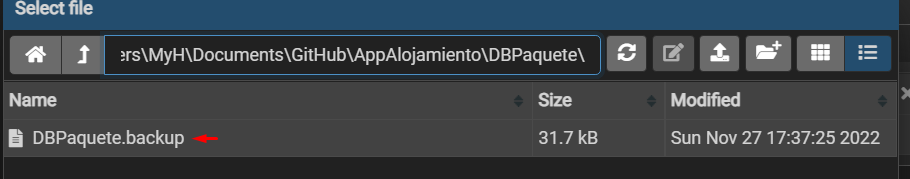 Select file
ers\MyH\Documents\GitHub\AppAlojamiento\DBPaquete\
Name Size Modified
DBPaquete.backup 31.7 kB Sun Nov 27 17:37:25 2022